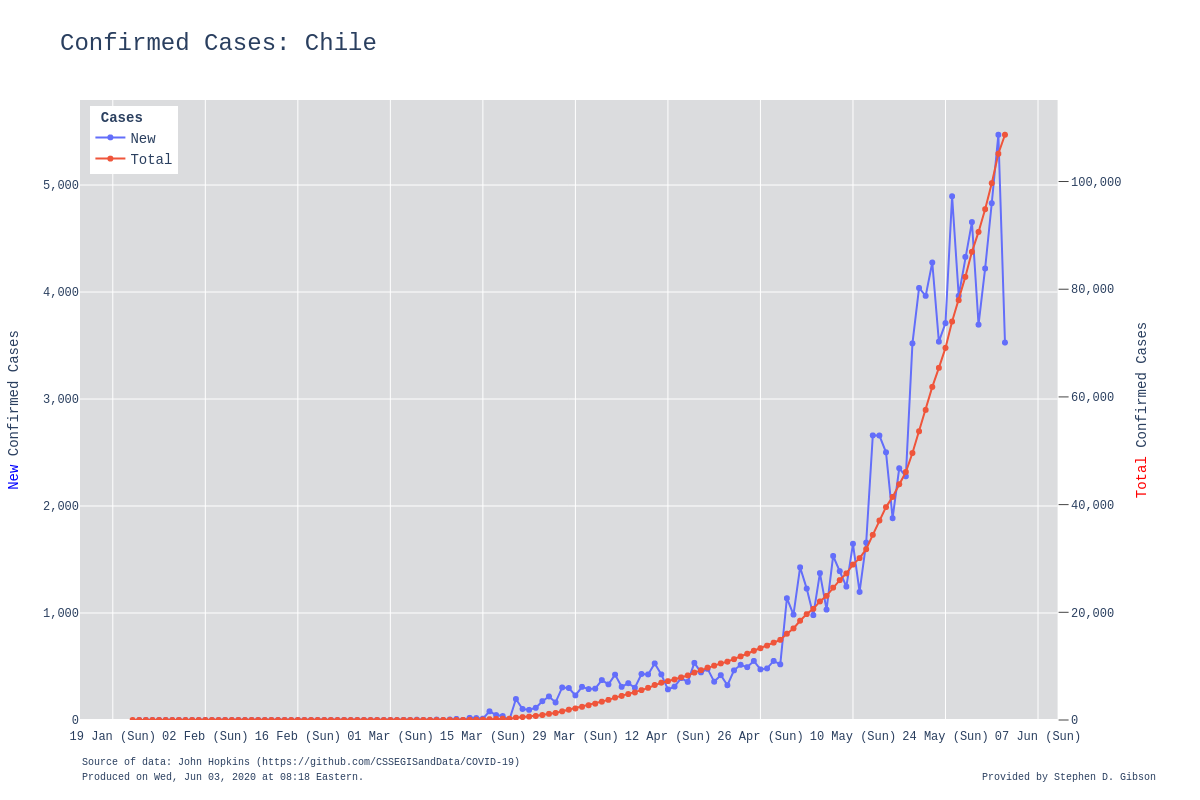 Confirmed Cases: Chile
Cases
New
Total
5,000
4,000
3,000
2,000
1,000
0
New Confirmed Cases
100,000
80,000
60,000
40,000
20,000
0
Total Confirmed Cases
19 Jan (Sun) 02 Feb (Sun) 16 Feb (Sun) 01 Mar (Sun) 15 Mar (Sun) 29 Mar (Sun) 12 Apr (Sun) 26 Apr (Sun) 10 May (Sun) 24 May (Sun) 07 Jun (Sun)
Source of data: John Hopkins (https://github.com/CSSEGISandData/COVID-19)
Produced on Wed, Jun 03, 2020 at 08:18 Eastern.
Provided by Stephen D. Gibson